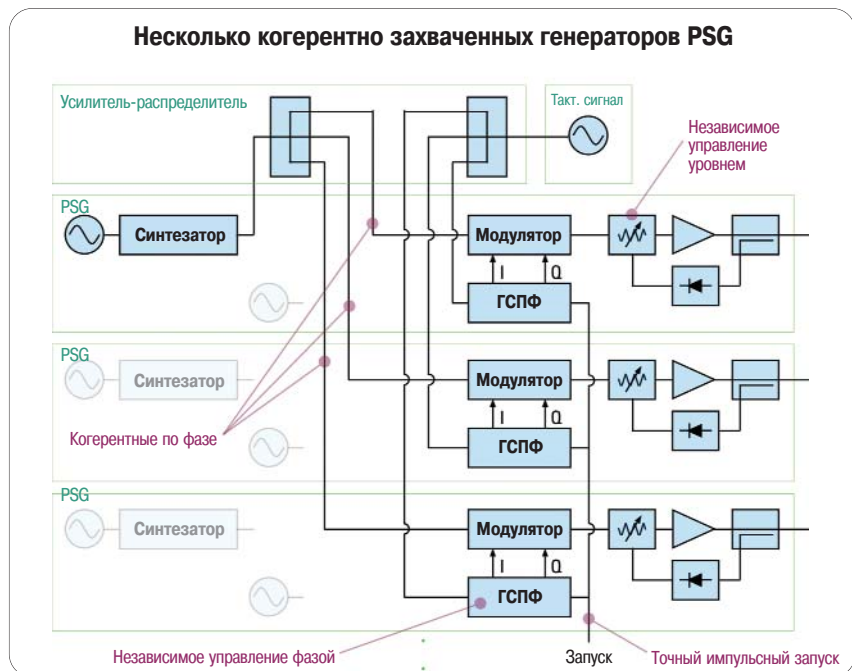 Несколько когерентно захваченных генераторов PSG
Усилитель-распределитель
Такт. сигнал
Независимое
управление
уровнем
PSG
Синтезатор
Модулятор
I
Q
ГСПФ
PSG
Синтезатор
Модулятор
I
Q
ГСПФ
Когерентные по фазе
PSG
Синтезатор
Модулятор
I
Q
ГСПФ
Независимое управление фазой
Запуск
Точный импульсный запуск